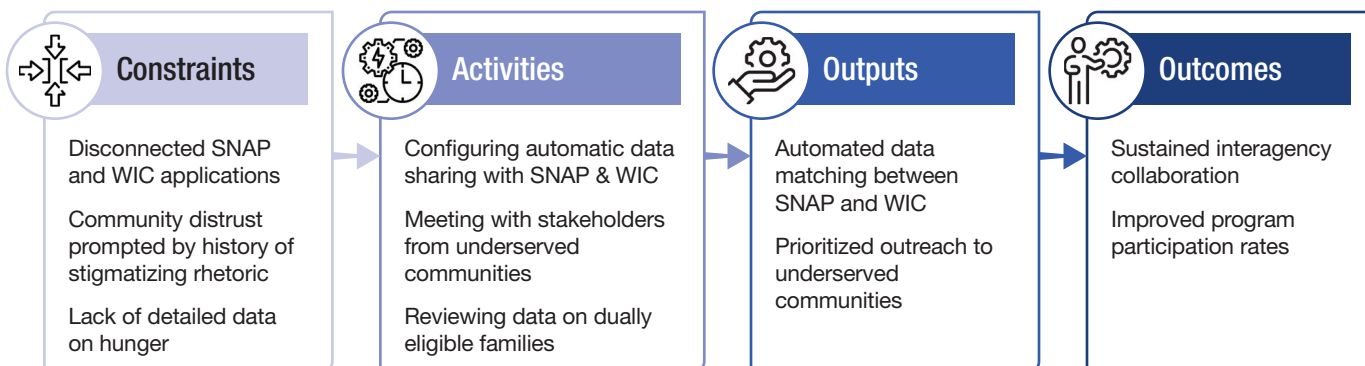 Constraints
Disconnected SNAP
and WIC applications
Community distrust
prompted by history of
stigmatizing rhetoric
Lack of detailed data
on hunger
Activities
Configuring automatic data
sharing with SNAP & WIC
Meeting with stakeholders
from underserved
communities
Reviewing data on dually
eligible families
Outputs
Automated data
matching between
SNAP and WIC
Prioritized outreach to
underserved
communities
Outcomes
Sustained interagency
collaboration
Improved program
participation rates